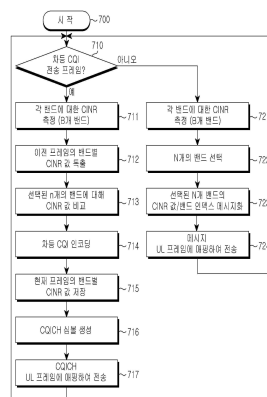 시 작
700
710
차등 CQI
전송 프레임?
아니오
예
각 밴드에 대한 CINR
측정 (B개 밴드)
711
이전 프레임의 밴드별
CINR 값 독출
712
선택된 n개의 밴드에 대해
CINR 값 비교
713
차등 CQI 인코딩
714
현재 프레임의 밴드별
CINR 값 저장
715
CQICH 심볼 생성
716
CQICH
UL 프레임에 매핑하여 전송
717
각 밴드에 대한 CINR
측정 (B개 밴드)
72
N개의 밴드 선택
72
선택된 N개 밴드의
CINR 값/밴드 인덱스 메시지화
72
메시지
UL 프레임에 매핑하여 전송
72